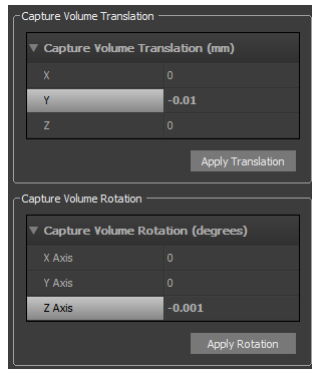 Capture Volume Translation
Capture Volume Translation (mm)
X 0
Y -0.01
Z 0
Apply Translation
Capture Volume Rotation
Capture Volume Rotation (degrees)
X Axis 0
Y Axis 0
Z Axis -0.001
Apply Rotation